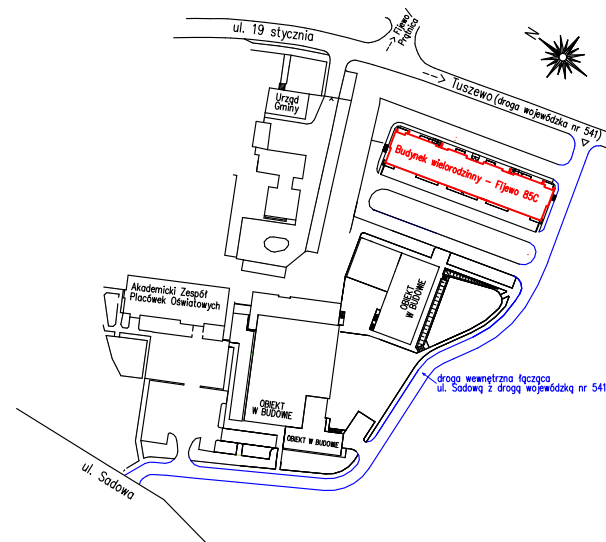 ul. 19 stycznia
Fijewo/
Prątnica
N
Tuszewo (droga wojewódzka nr 541)
Urząd
Gminy
Budynek wielorodzinny – Fijewo 85C
Akademicki Zespół
Placówek Oświatowych
OBIEKT
W BUDOWIE
droga wewnętrzna łącząca
ul. Sadową z drogą wojewódzką nr 541
OBIEKT
W BUDOWIE
OBIEKT W BUDOWIE
ul. Sadowa